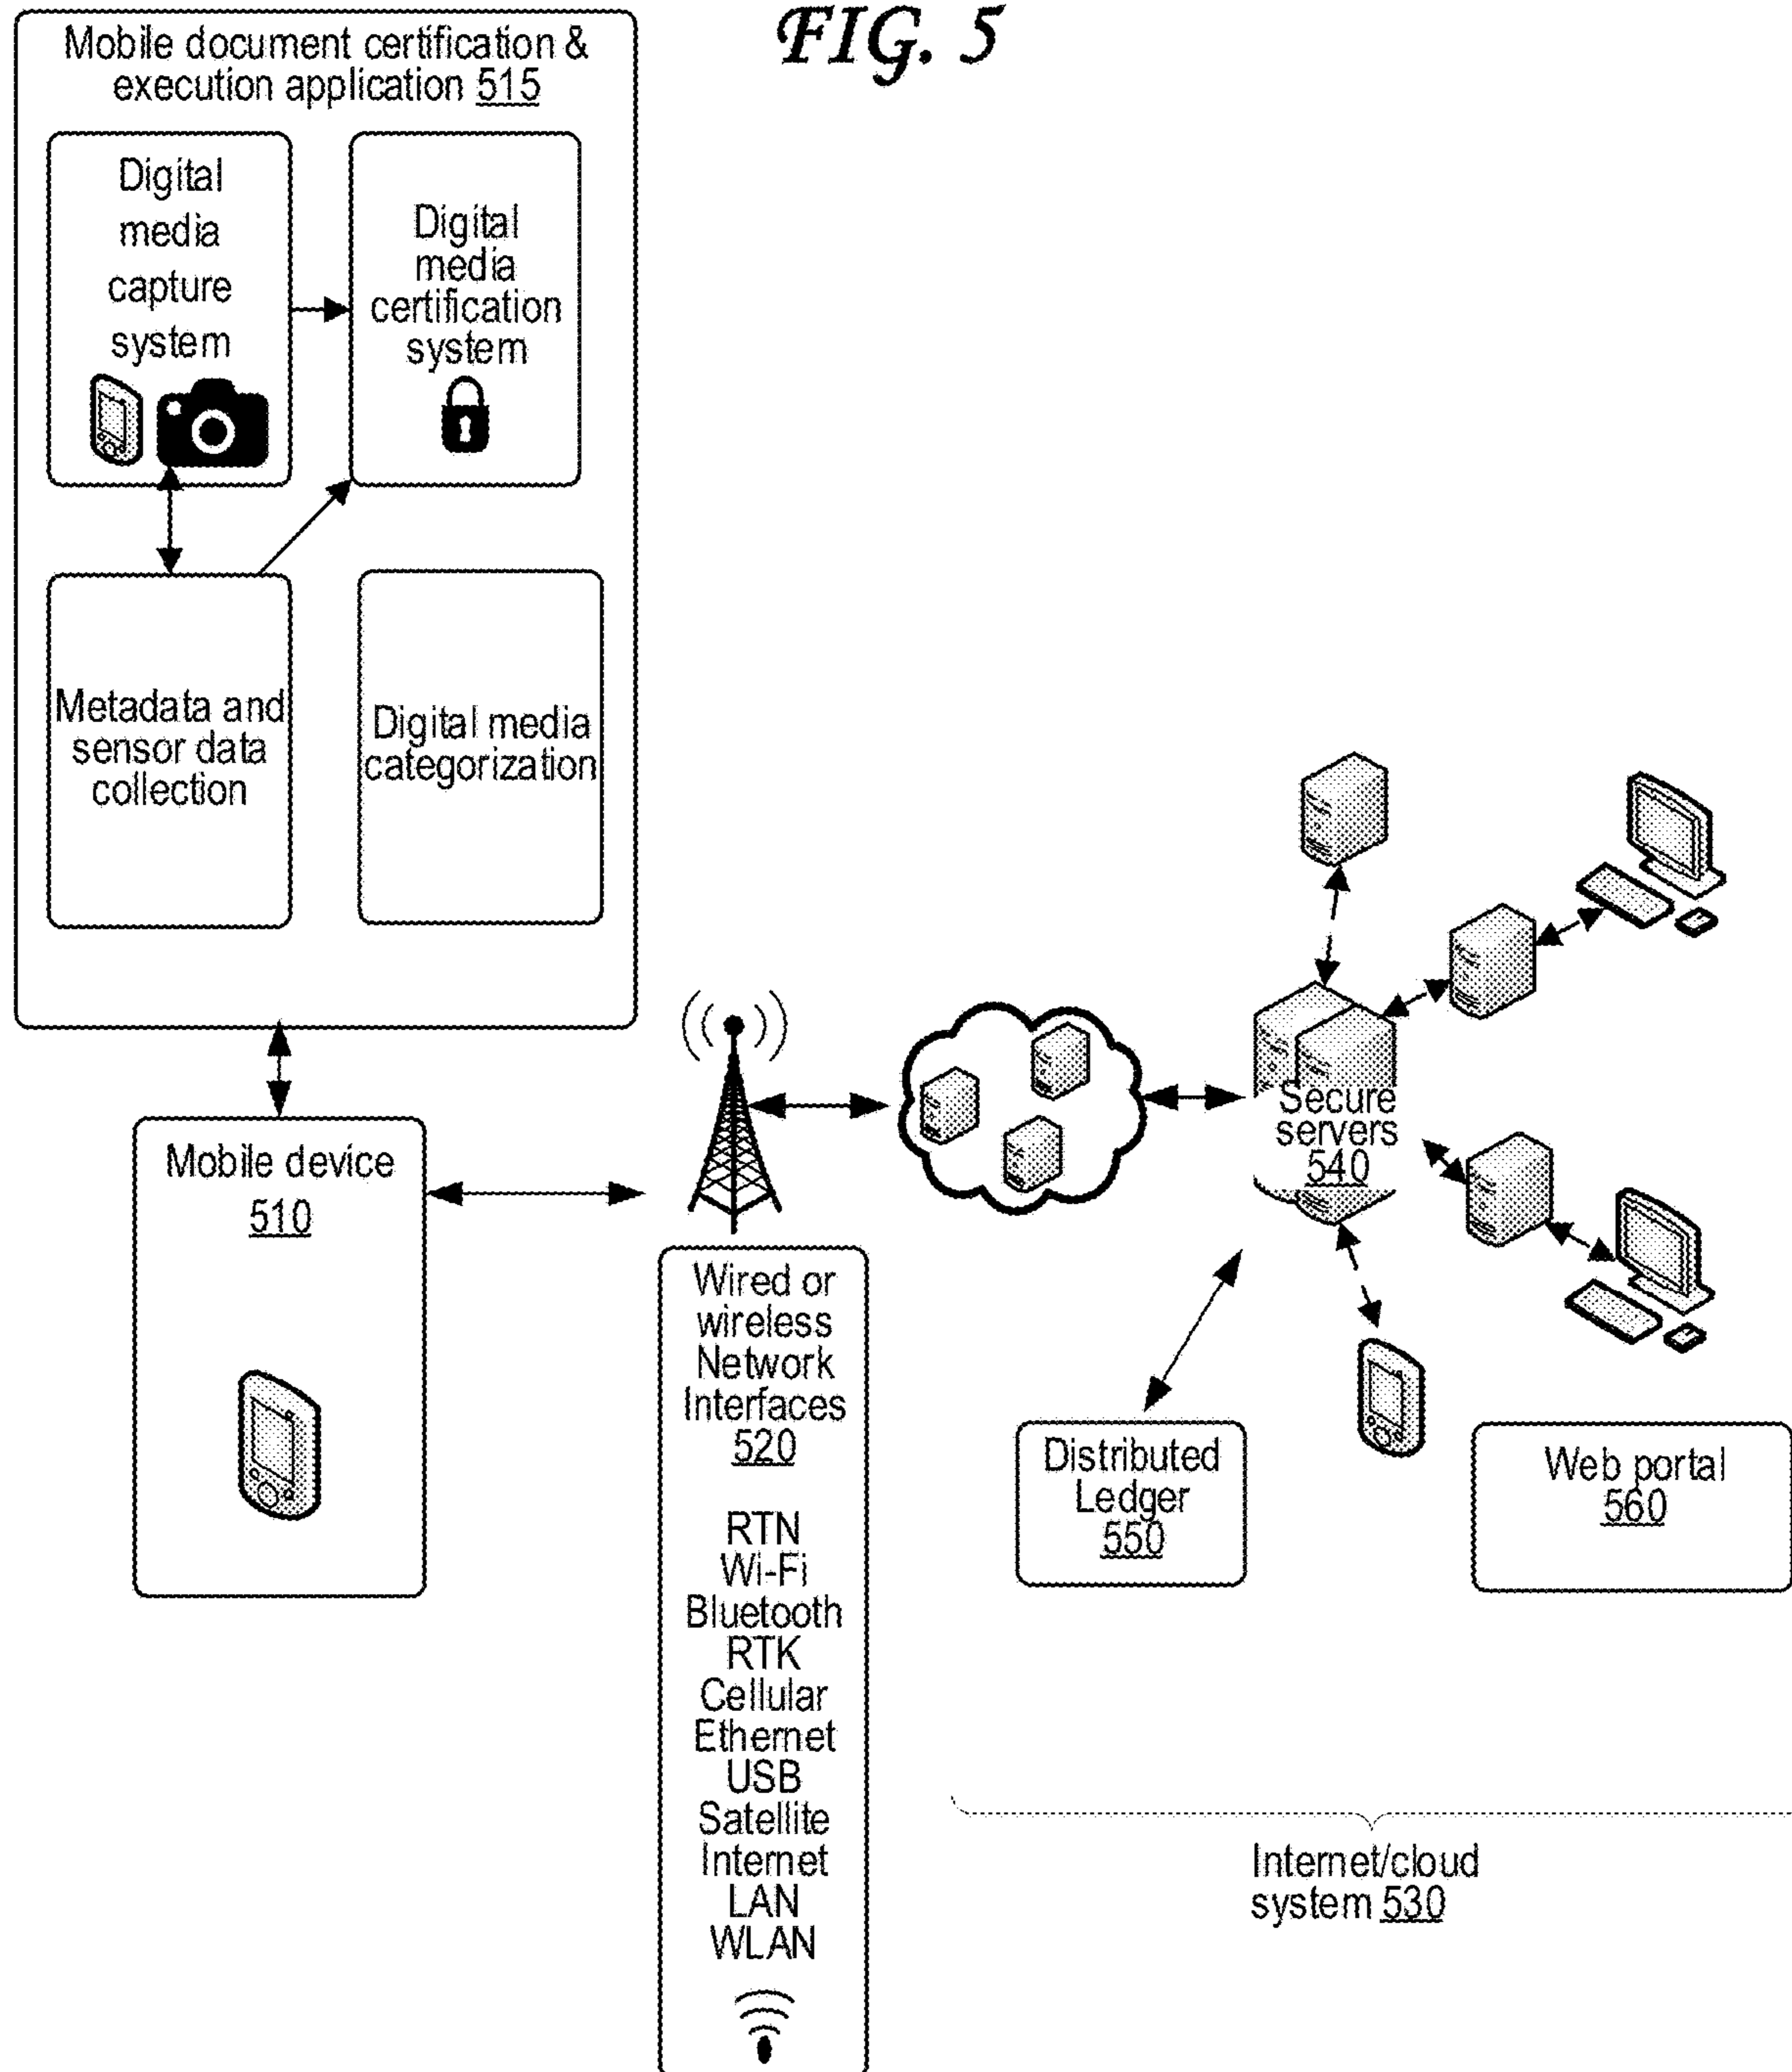 FIG. 5
Mobile document certification &
execution application 515
Digital
media
capture
system
Digital
media
certification
system
Metadata and
sensor data
collection
Digital media
categorization
Mobile device
510
Wired or
wireless
Network
Interfaces
520
RTN
Wi-Fi
Bluetooth
RTK
Cellular
Ethernet
USB
Satellite
Internet
LAN
WLAN
Secure
servers
540
Distributed
Ledger
550
Web portal
560
Internet/cloud
system 530